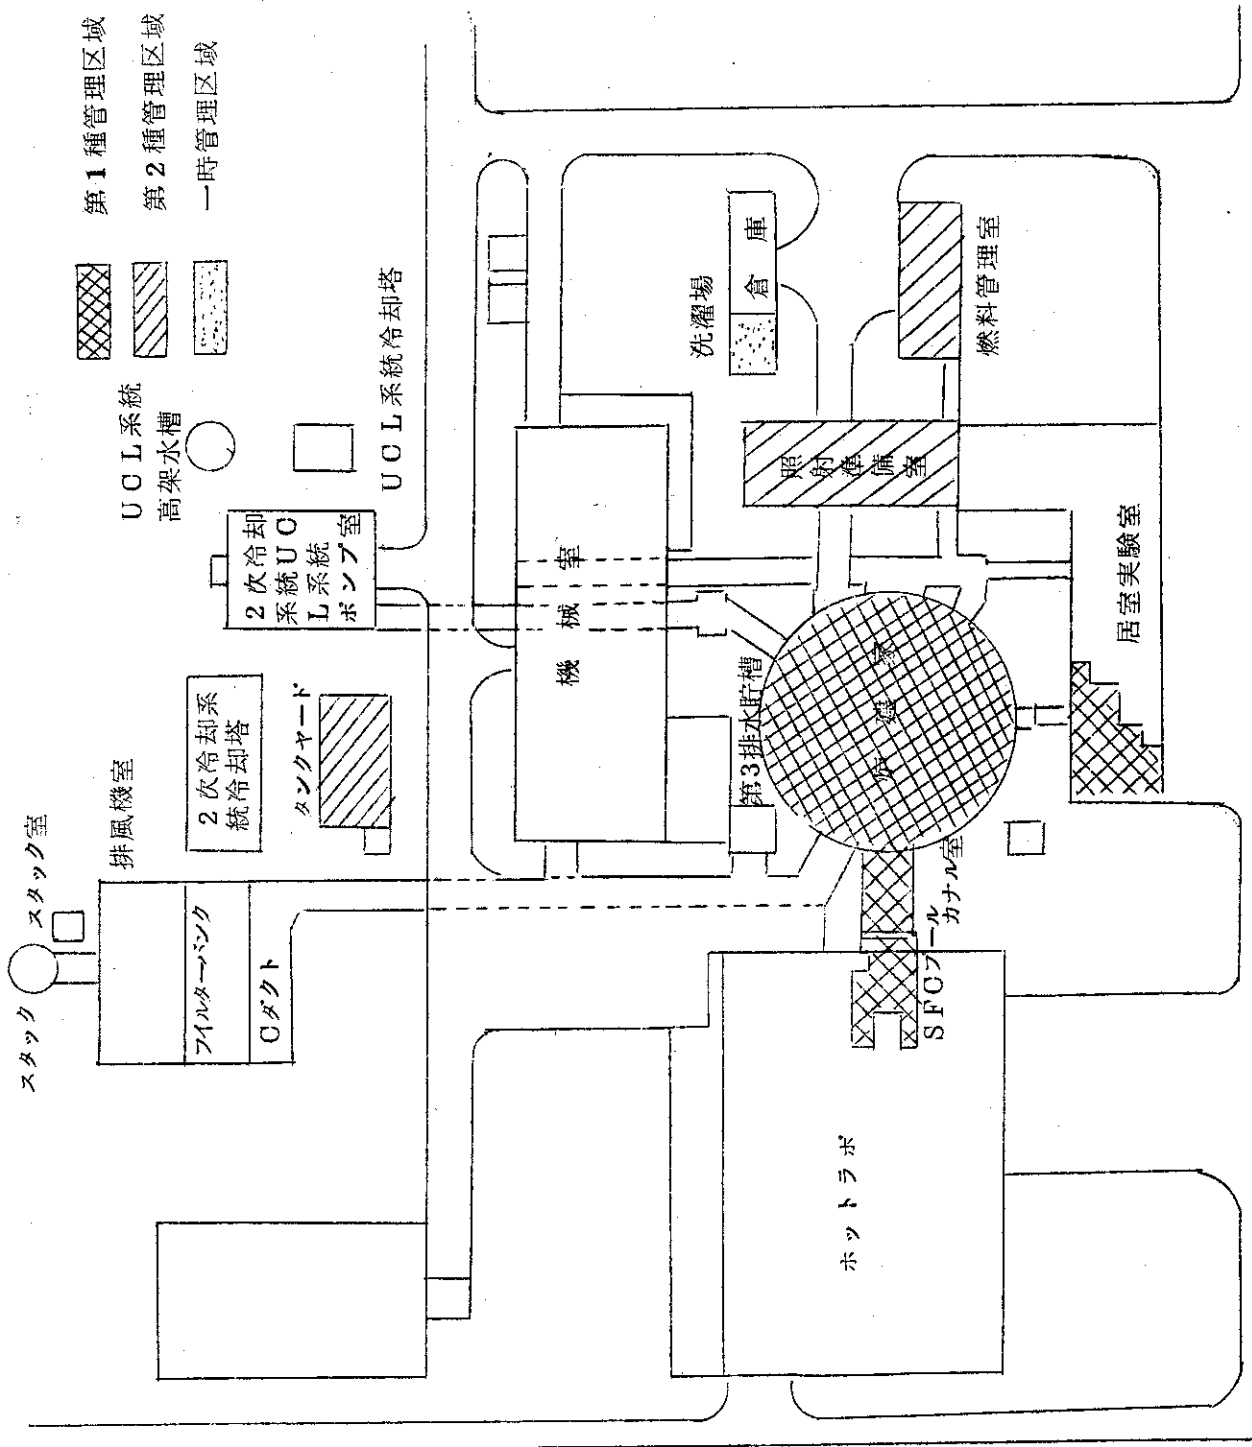 第1種管理区域
第2種管理区域
一時管理区域
UCL系統
高架水槽
UCL系統冷却塔
2次冷却
系統UC
L系統
ポンプ室
2次冷却系
統冷却塔
タンクヤード
排風機室
スタック室
スタック
フイルターバンク
Cダクト
機械室
洗濯場
倉庫
燃料管理室
照射準備室
居室実験室
第3排水貯槽
炉建家
カナル室
SFCプール
ホットラボ